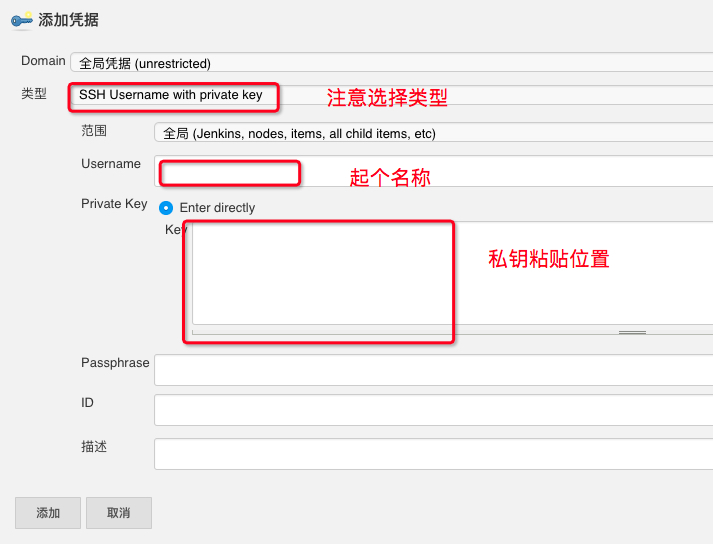 添加凭据
Domain 全局凭据 (unrestricted)
类型 SSH Username with private key 注意选择类型
范围 全局 (Jenkins, nodes, items, all child items, etc)
Username 起个名称
Private Key Enter directly
Key 私钥粘贴位置
Passphrase
ID
描述
添加 取消